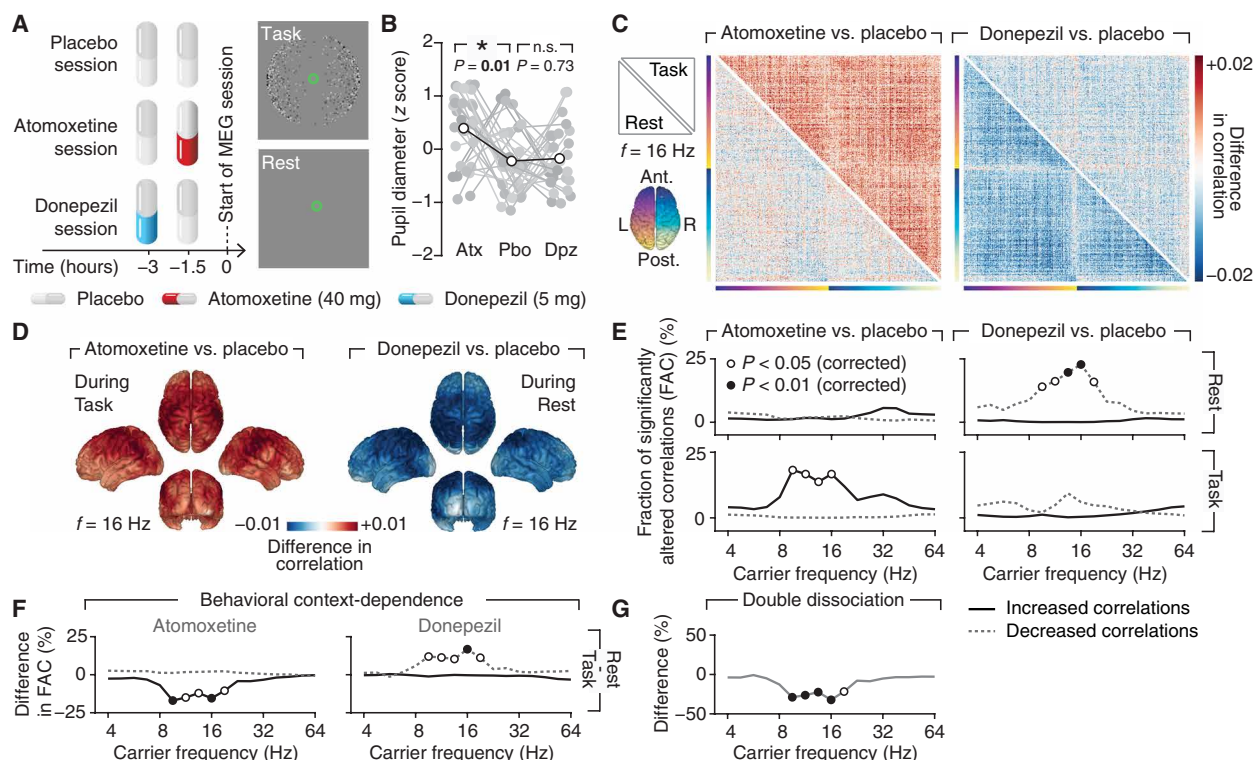 A
Placebo
session
Atomoxetine
session
Donepezil
session
Time (hours)
−3
−1.5
0
Start of MEG session
Task
Rest
Placebo
Atomoxetine (40 mg)
Donepezil (5 mg)
B
*
n.s.
P = 0.01
P = 0.73
Pupil diameter (z score)
2
1
0
−1
−2
Atx
Pbo
Dpz
C
Atomoxetine vs. placebo
Donepezil vs. placebo
Task
Rest
f = 16 Hz
Ant.
L
R
Post.
+0.02
−0.02
Difference
in correlation
D
Atomoxetine vs. placebo
Donepezil vs. placebo
During
Task
During
Rest
f = 16 Hz
−0.01
+0.01
f = 16 Hz
Difference in
correlation
E
Atomoxetine vs. placebo
Donepezil vs. placebo
P < 0.05 (corrected)
P < 0.01 (corrected)
Fraction of significantly
altered correlations (FAC) (%)
25
0
Rest
25
0
Task
4
8
16
32
64
4
8
16
32
64
Carrier frequency (Hz)
Carrier frequency (Hz)
Increased correlations
Decreased correlations
F
Behavioral context-dependence
Atomoxetine
Donepezil
Difference
in FAC (%)
25
0
−25
Rest
-
Task
4
8
16
32
64
4
8
16
32
64
Carrier frequency (Hz)
Carrier frequency (Hz)
G
Double dissociation
Difference (%)
50
0
−50
4
8
16
32
64
Carrier frequency (Hz)